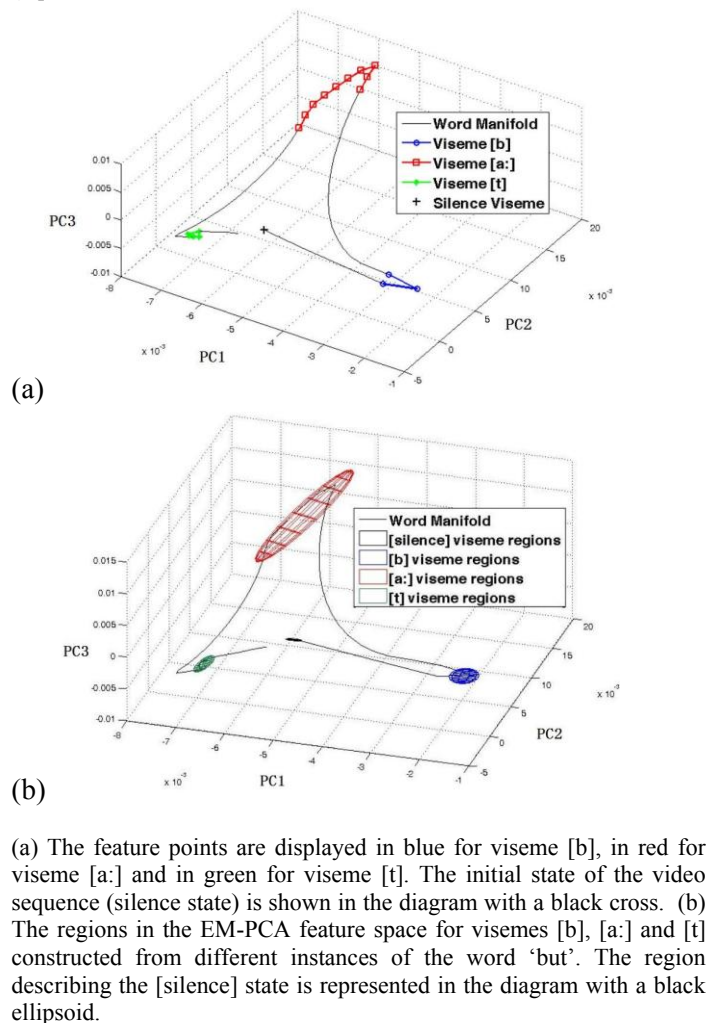 Word Manifold
Viseme [b]
Viseme [a:]
Viseme [t]
Silence Viseme
0.01
0.005
0
-0.005
-0.01
PC3
-8
-7
-6
-5
-4
-3
-2
-1
x 10⁻³
PC1
-5
0
5
10
15
20
x 10⁻³
PC2
(a)
Word Manifold
[silence] viseme regions
[b] viseme regions
[a:] viseme regions
[t] viseme regions
0.015
0.01
0.005
0
-0.005
-0.01
PC3
-8
-7
-6
-5
-4
-3
-2
-1
x 10⁻³
PC1
-5
0
5
10
15
20
x 10⁻³
PC2
(b)
(a) The feature points are displayed in blue for viseme [b], in red for
viseme [a:] and in green for viseme [t]. The initial state of the video
sequence (silence state) is shown in the diagram with a black cross. (b)
The regions in the EM-PCA feature space for visemes [b], [a:] and [t]
constructed from different instances of the word ‘but’. The region
describing the [silence] state is represented in the diagram with a black
ellipsoid.